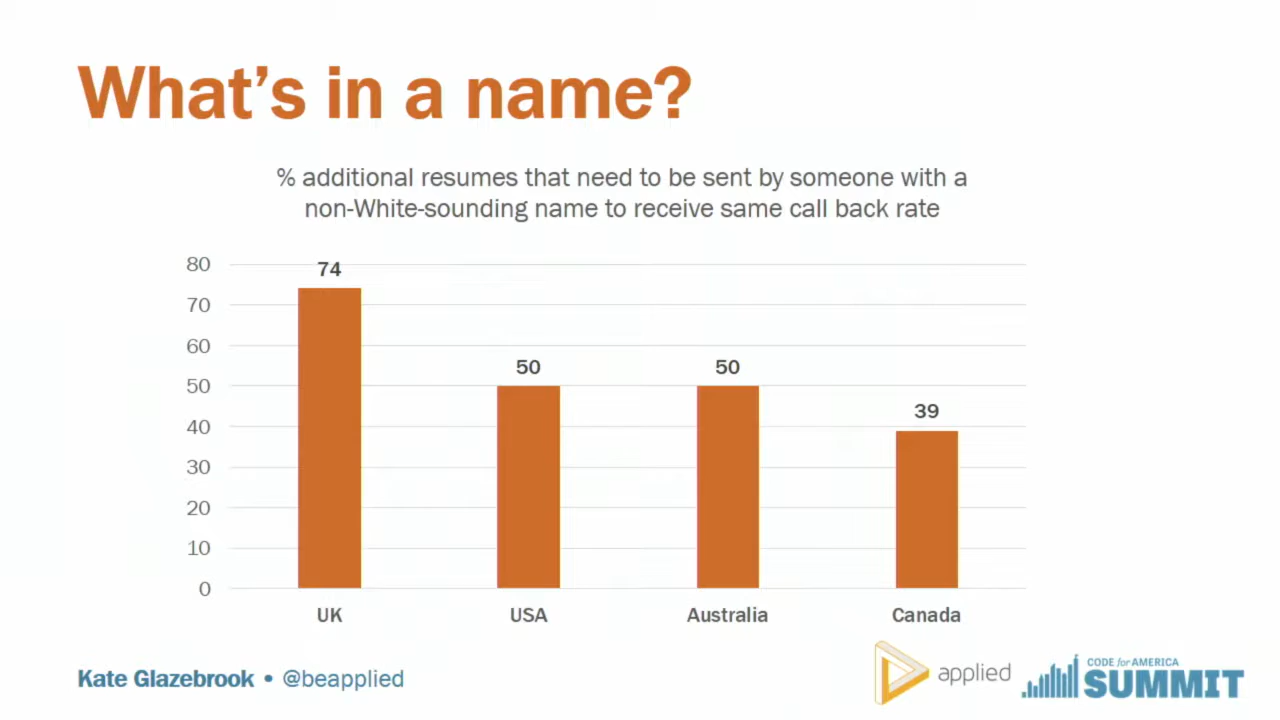 What's in a name?
% additional resumes that need to be sent by someone with a
non-White-sounding name to receive same call back rate
80
70
60
50
40
30
20
10
0
74
50
50
39
UK
USA
Australia
Canada
Kate Glazebrook • @beapplied
applied
CODE for AMERICA
SUMMIT